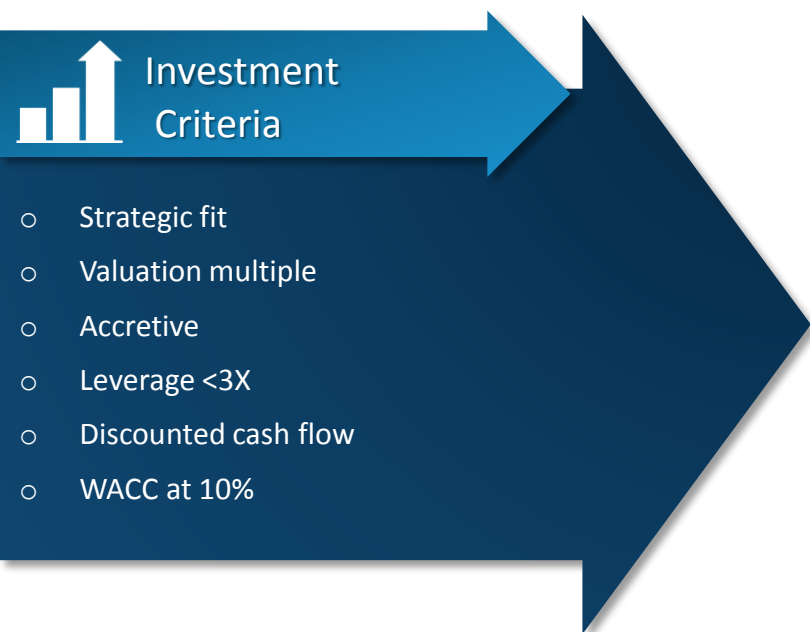 Investment
Criteria
o Strategic fit
o Valuation multiple
o Accretive
o Leverage <3X
o Discounted cash flow
o WACC at 10%